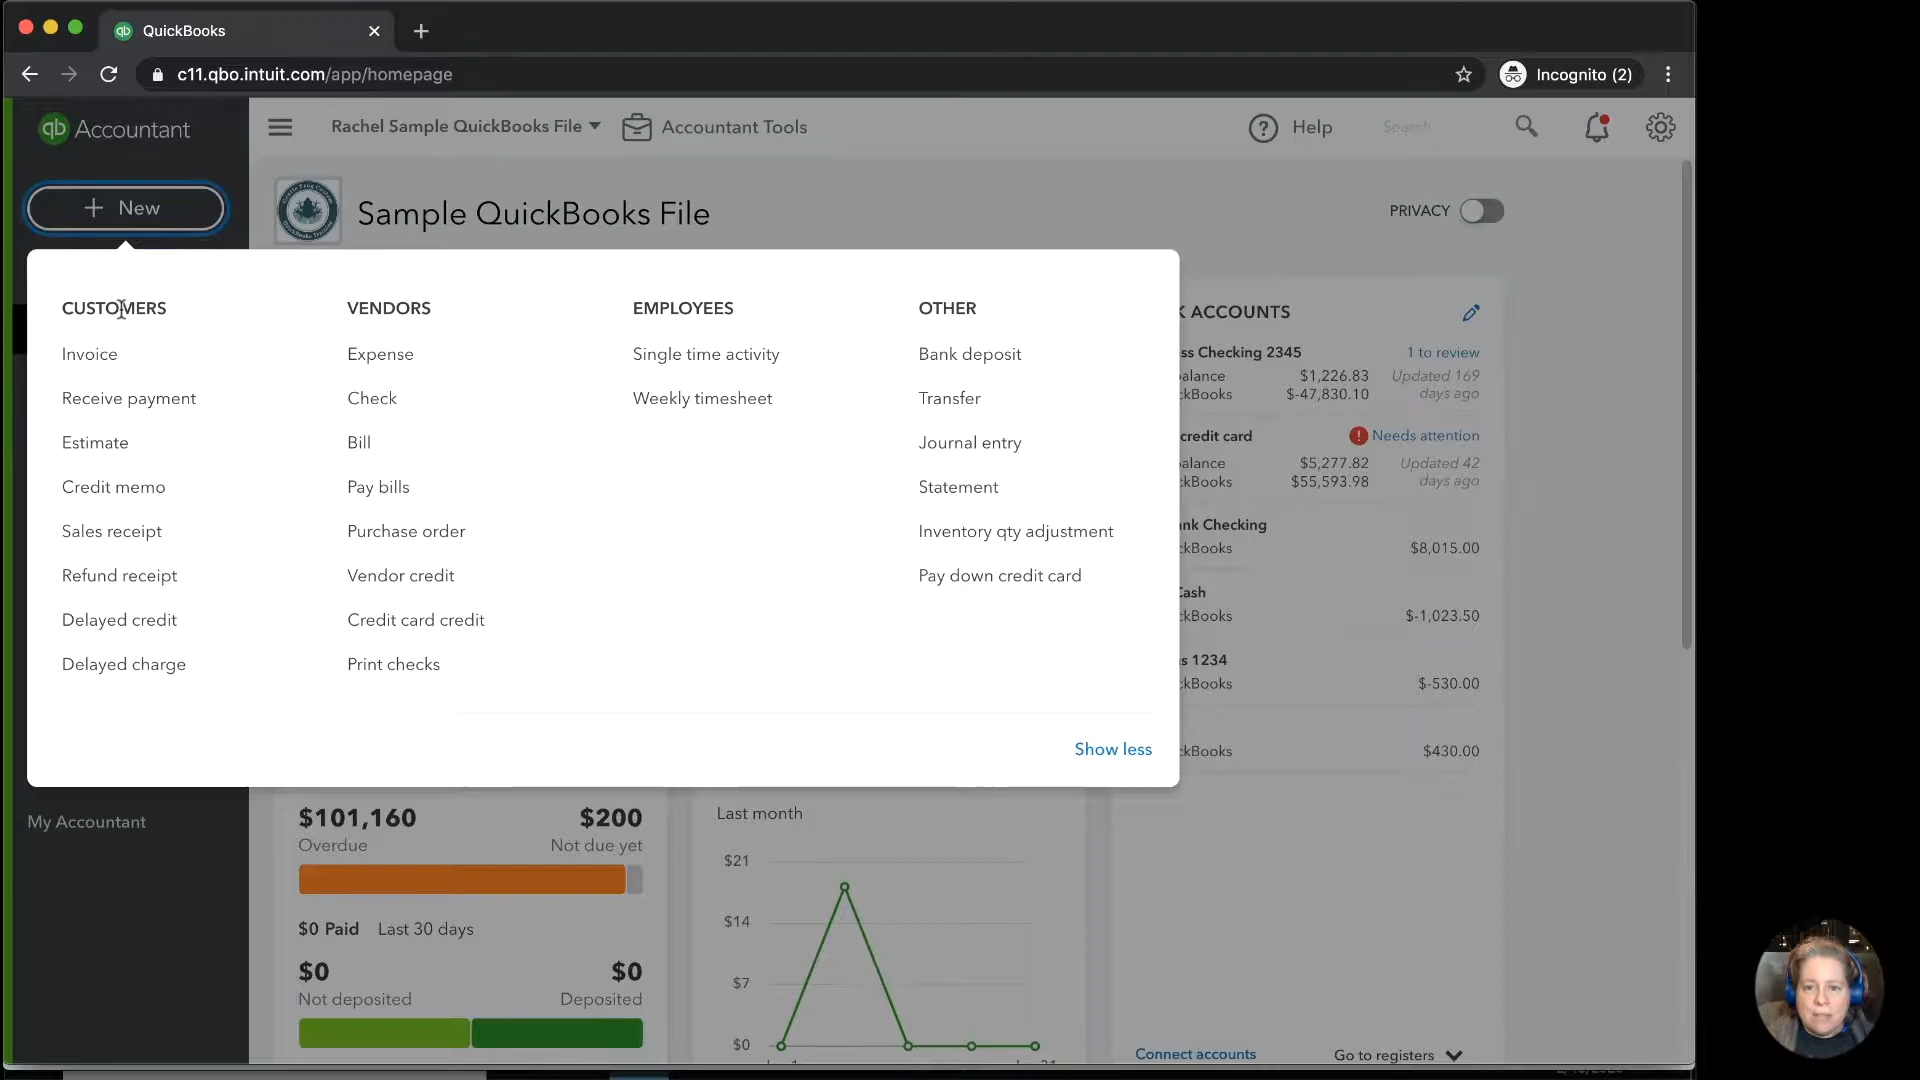 QuickBooks
c11.qbo.intuit.com/app/homepage
Incognito (2)
qb Accountant
Rachel Sample QuickBooks File
Accountant Tools
Help
Search
+ New
Sample QuickBooks File
PRIVACY
CUSTOMERS
Invoice
Receive payment
Estimate
Credit memo
Sales receipt
Refund receipt
Delayed credit
Delayed charge
VENDORS
Expense
Check
Bill
Pay bills
Purchase order
Vendor credit
Credit card credit
Print checks
EMPLOYEES
Single time activity
Weekly timesheet
OTHER
Bank deposit
Transfer
Journal entry
Statement
Inventory qty adjustment
Pay down credit card
Show less
ACCOUNTS
Checking 2345
1 to review
$1,226.83
Updated 169
$-47,830.10
days ago
credit card
Needs attention
$5,277.82
Updated 42
$55,593.98
days ago
Checking
$8,015.00
Cash
$-1,023.50
1234
$-530.00
$430.00
Connect accounts
Go to registers
My Accountant
$101,160
$200
Overdue
Not due yet
$0 Paid Last 30 days
$0
$0
Not deposited
Deposited
Last month
$21
$14
$7
$0